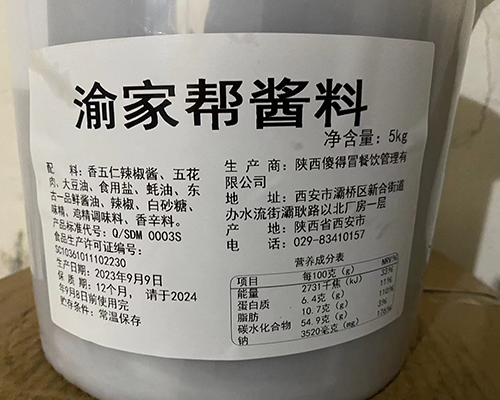 渝家帮酱料
净含量：5kg
配 料：香五仁辣椒酱、五花
肉、大豆油、食用盐、蚝油、东
古一品鲜酱油、辣椒、白砂糖、
味精、鸡精调味料、香辛料。
产品标准代号：Q/SDM 0003S
食品生产许可证编号：
SC10361011102230
生产日期：2023年9月9日
保 质 期：12个月， 请于2024
年9月8日前使用完
贮存条件：常温保存
生 产 商：陕西傻得冒餐饮管理有
限公司
地 址：西安市灞桥区新合街道
办水流街灞耿路以北厂房一层
产 地：陕西省西安市
电 话：029-83410157
营养成分表
项目 每100克（g） NRV%
能量 2731千焦（kJ） 33%
蛋白质 6.4克（g） 11%
脂肪 10.7克（g） 110%
碳水化合物 54.9克（g） 3%
钠 3520毫克（mg） 176%